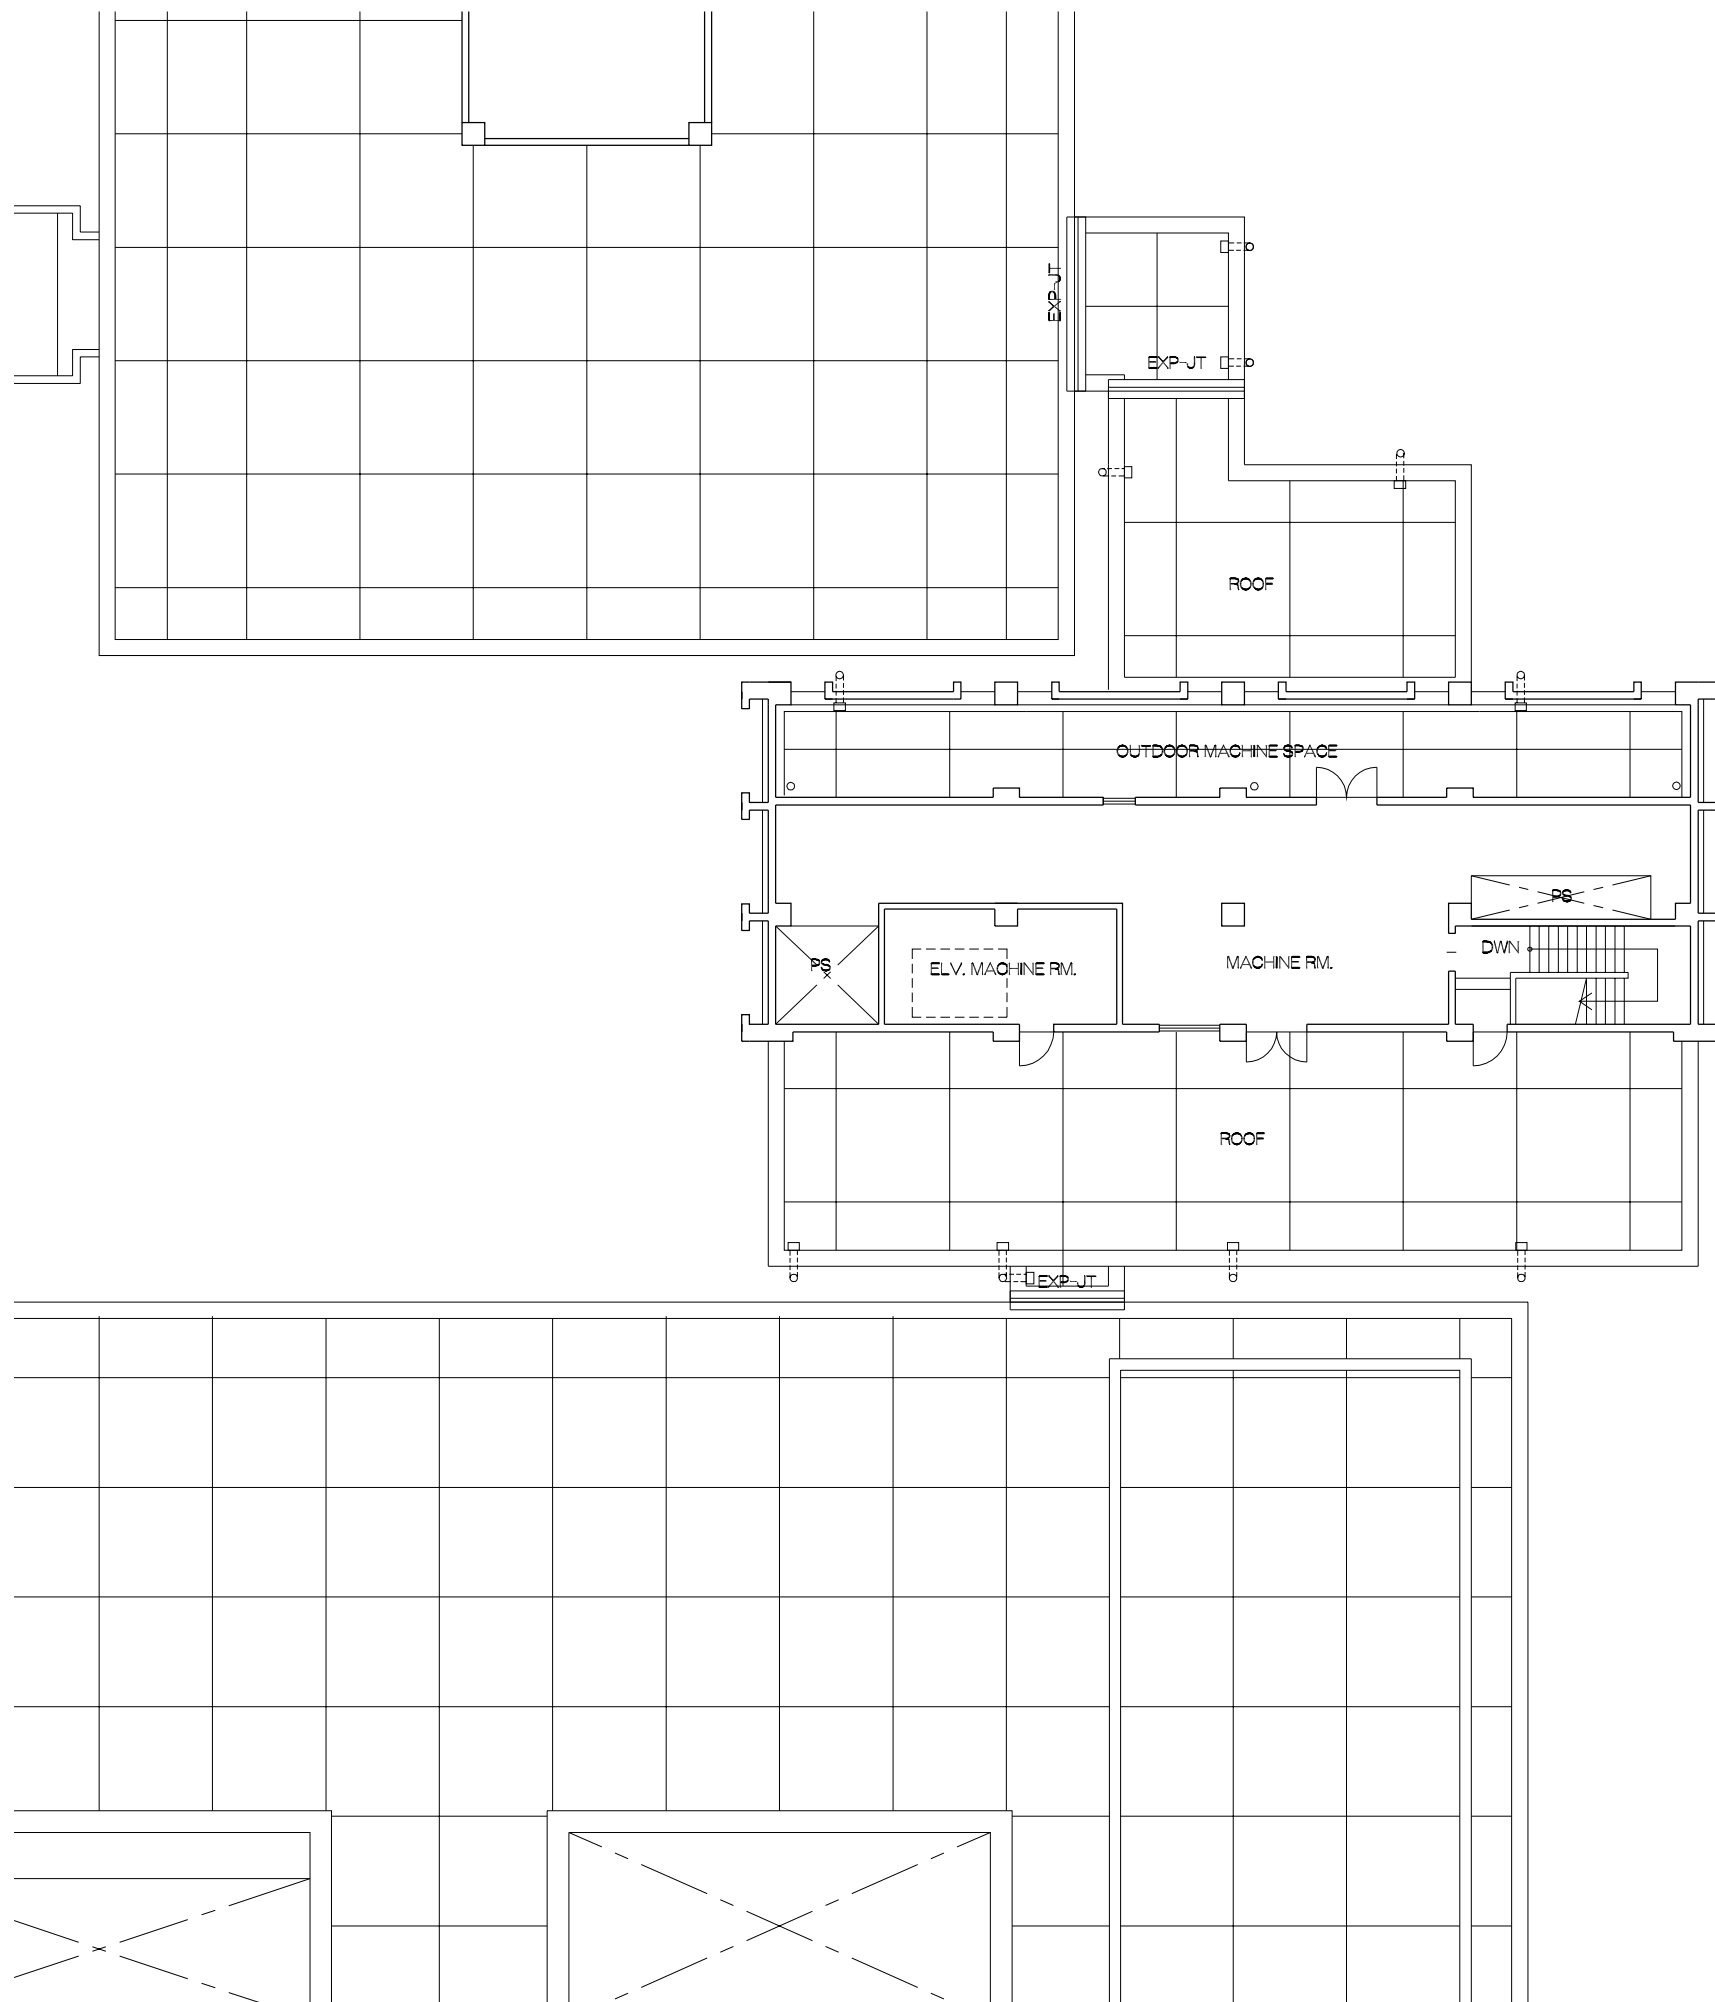 EXP-JT
EXP-JT
ROOF
OUTDOOR MACHINE SPACE
PS
DWN
PS
ELV. MACHINE RM.
MACHINE RM.
ROOF
EXP-JT